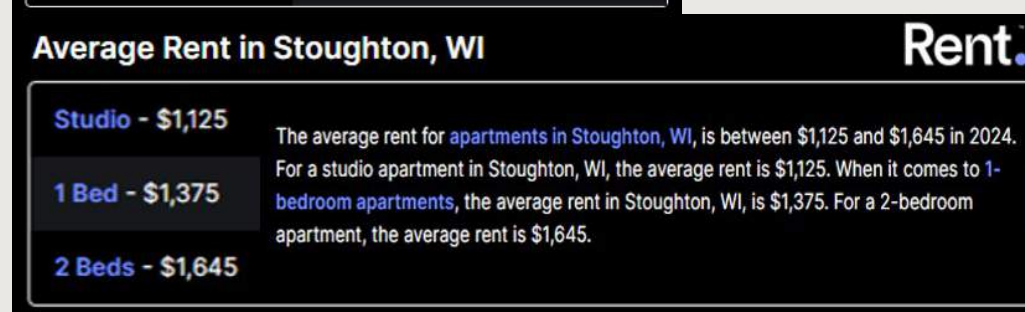 Average Rent in Stoughton, WI
Rent.
Studio - $1,125
1 Bed - $1,375
2 Beds - $1,645
The average rent for apartments in Stoughton, WI, is between $1,125 and $1,645 in 2024.
For a studio apartment in Stoughton, WI, the average rent is $1,125. When it comes to 1-
bedroom apartments, the average rent in Stoughton, WI, is $1,375. For a 2-bedroom
apartment, the average rent is $1,645.